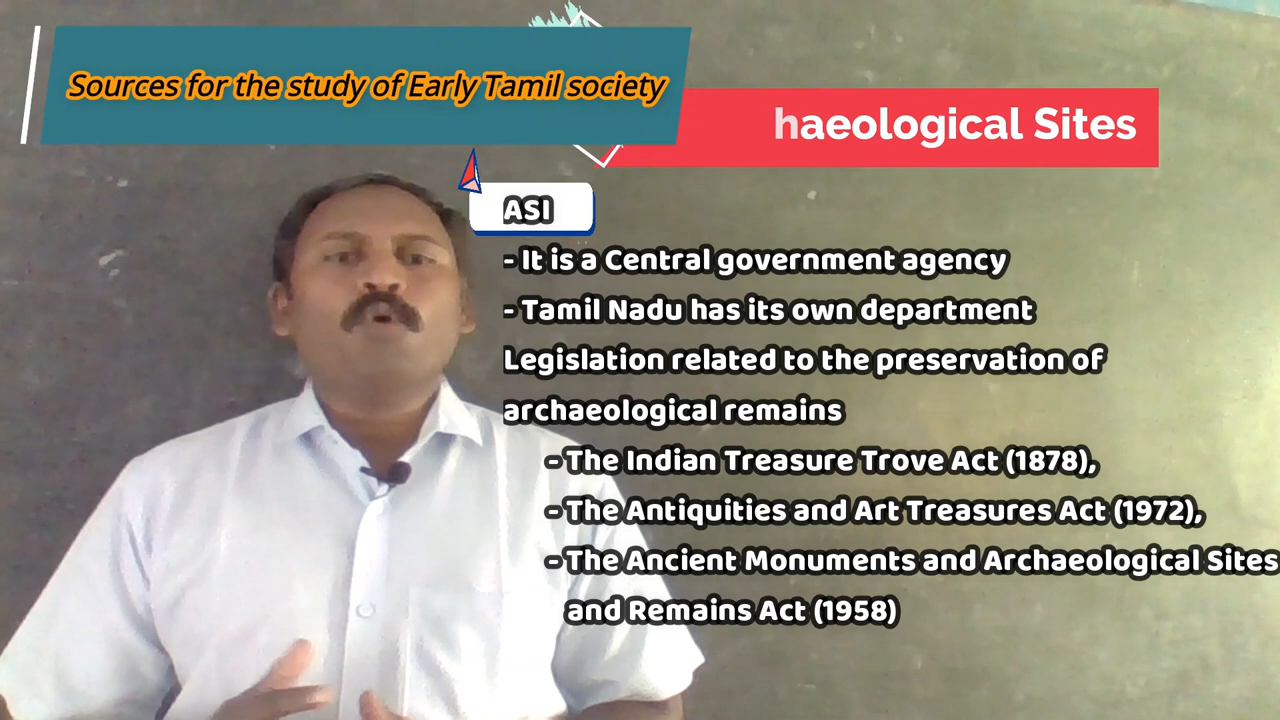 Sources for the study of Early Tamil society
haeological Sites
ASI
- It is a Central government agency
- Tamil Nadu has its own department
Legislation related to the preservation of
archaeological remains
- The Indian Treasure Trove Act (1878),
- The Antiquities and Art Treasures Act (1972),
- The Ancient Monuments and Archaeological Sites
and Remains Act (1958)